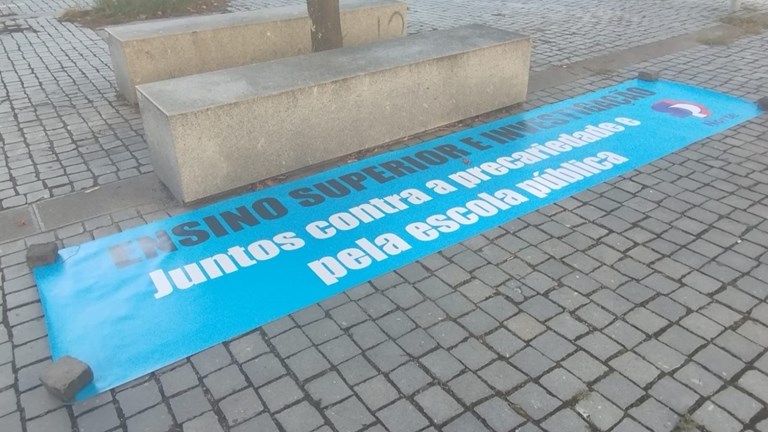 ENSINO SUPERIOR E INVESTIGAÇÃO
Juntos contra a precariedade e
pela escola pública